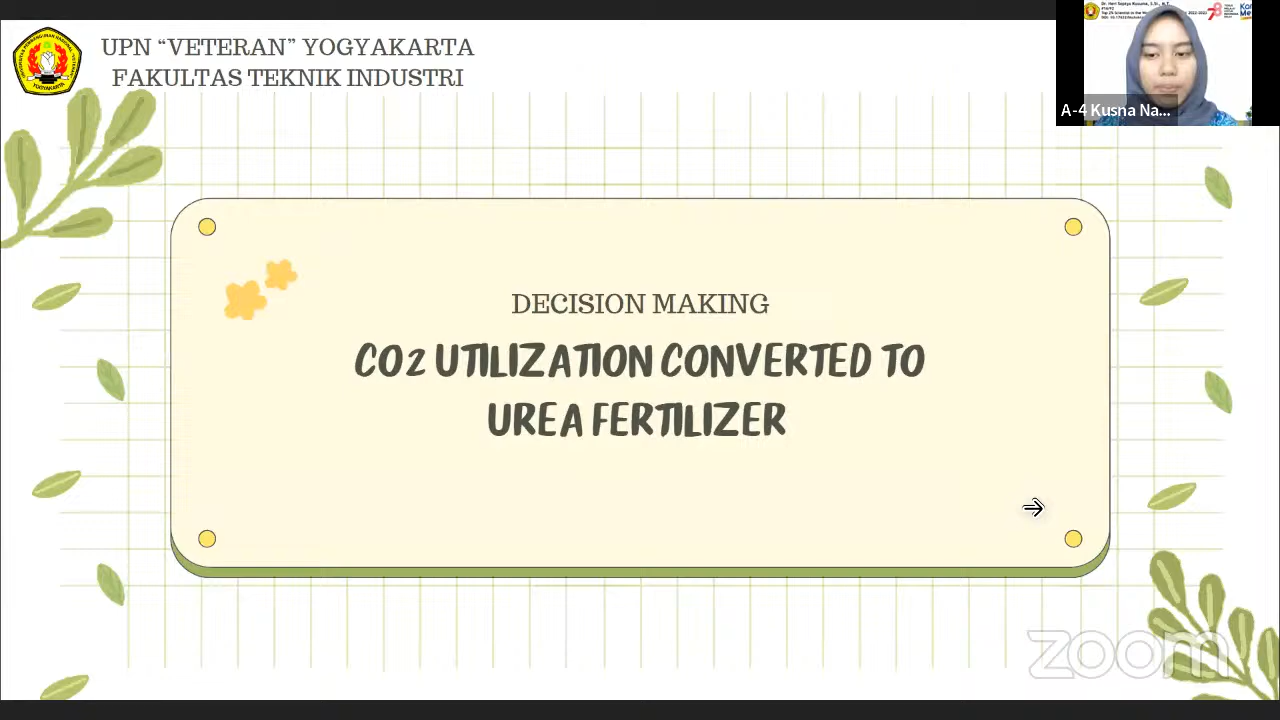 UPN “VETERAN” YOGYAKARTA
FAKULTAS TEKNIK INDUSTRI
A-4 Kusna Na...
DECISION MAKING
CO2 UTILIZATION CONVERTED TO
UREA FERTILIZER
zoom